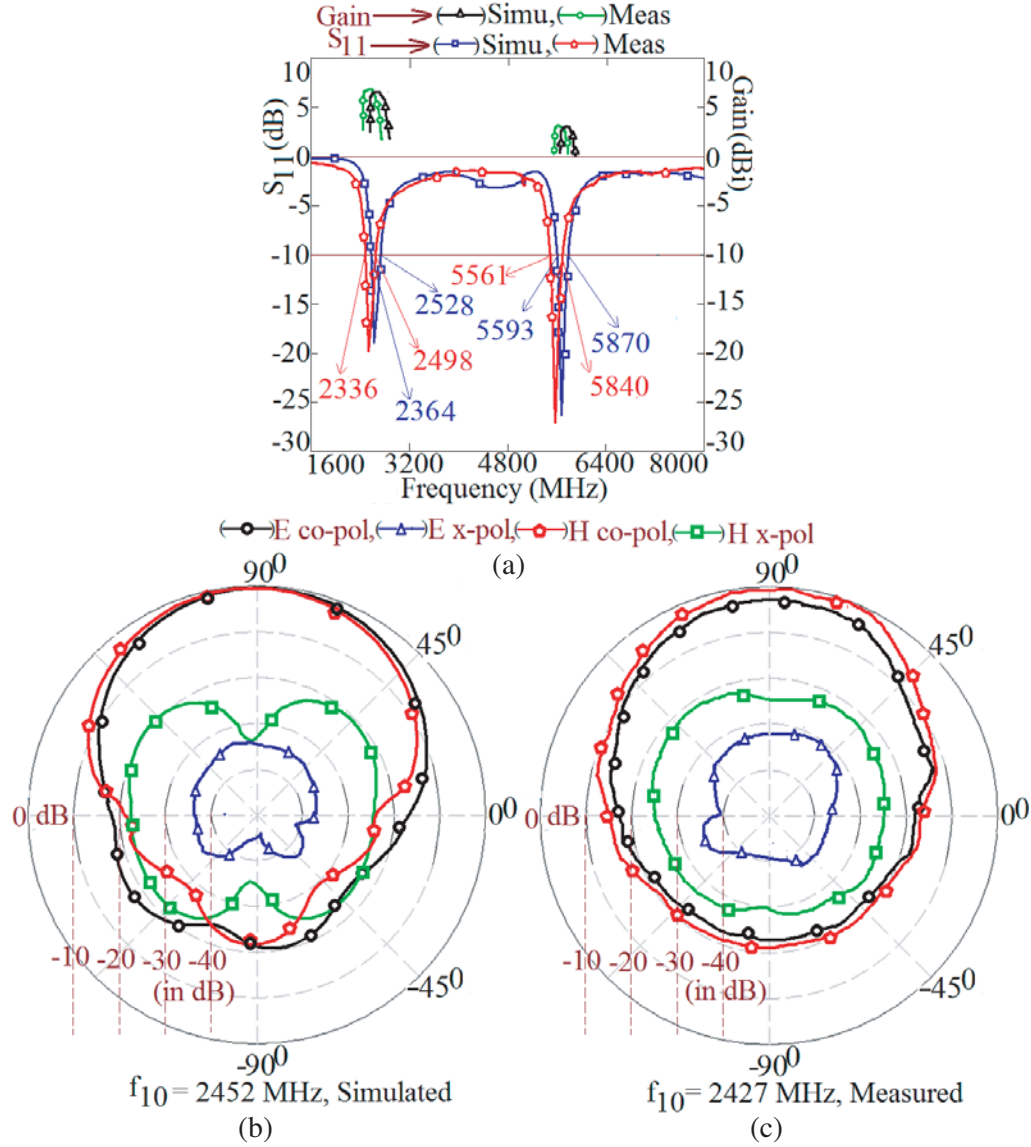 Gain (—)Simu,(—)Meas
S11 (—)Simu,(—)Meas
10 10
5 5
0 0
-5 -5
-10 -10
-15 -15
-20 -20
-25 -25
-30 -30
S11(dB)
Gain(dBi)
5561
2528 5593
2498 5870
2336 5840
2364
1600 3200 4800 6400 8000
Frequency (MHz)
(—)E co-pol,(—)E x-pol,(—)H co-pol,(—)H x-pol
(a)
90⁰
45⁰
0 dB
-10 -20 -30 -40
(in dB)
-45⁰
-90⁰
f10 = 2452 MHz, Simulated
(b)
90⁰
45⁰
0⁰
0 dB
0⁰
-10 -20 -30 -40
(in dB)
-45⁰
-90⁰
f10 = 2427 MHz, Measured
(c)